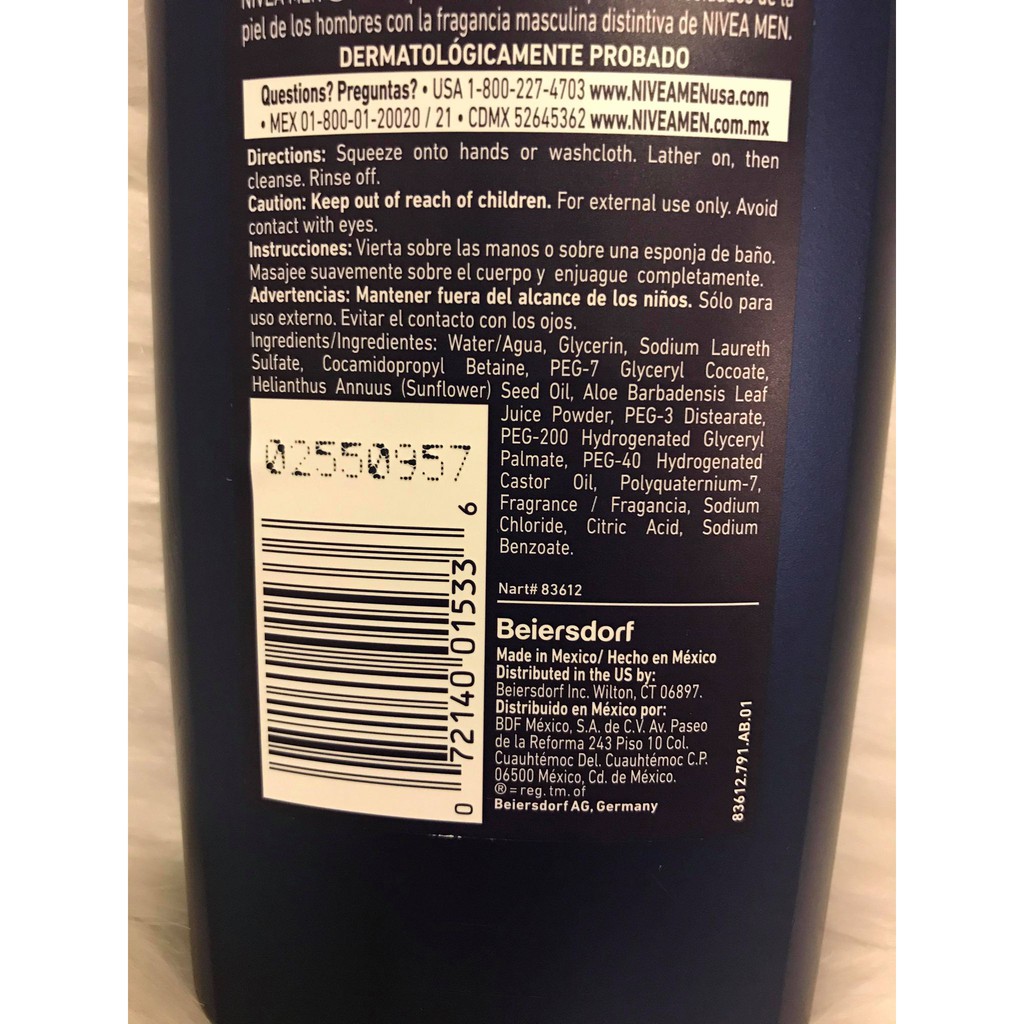 NIVEA MEN
piel de los hombres con la fragancia masculina distintiva de NIVEA MEN.
DERMATOLÓGICAMENTE PROBADO
Questions? Preguntas? • USA 1-800-227-4703 www.NIVEAMENusa.com
• MEX 01-800-01-20020 / 21 • CDMX 52645362 www.NIVEAMEN.com.mx
Directions: Squeeze onto hands or washcloth. Lather on, then
cleanse. Rinse off.
Caution: Keep out of reach of children. For external use only. Avoid
contact with eyes.
Instrucciones: Vierta sobre las manos o sobre una esponja de baño.
Masajee suavemente sobre el cuerpo y enjuague completamente.
Advertencias: Mantener fuera del alcance de los niños. Sólo para
uso externo. Evitar el contacto con los ojos.
Ingredients/Ingredientes: Water/Agua, Glycerin, Sodium Laureth
Sulfate, Cocamidopropyl Betaine, PEG-7 Glyceryl Cocoate,
Helianthus Annuus (Sunflower) Seed Oil, Aloe Barbadensis Leaf
Juice Powder, PEG-3 Distearate,
PEG-200 Hydrogenated Glyceryl
Palmate, PEG-40 Hydrogenated
Castor Oil, Polyquaternium-7,
Fragrance / Fragancia, Sodium
Chloride, Citric Acid, Sodium
Benzoate.
02550957
0 72140 01533 6
Nart# 83612
Beiersdorf
Made in Mexico/ Hecho en México
Distributed in the US by:
Beiersdorf Inc. Wilton, CT 06897.
Distribuido en México por:
BDF México, S.A. de C.V. Av. Paseo
de la Reforma 243 Piso 10 Col.
Cuauhtémoc Del. Cuauhtémoc C.P.
06500 México, Cd. de México.
® = reg. tm. of
Beiersdorf AG, Germany
83612.791.AB.01